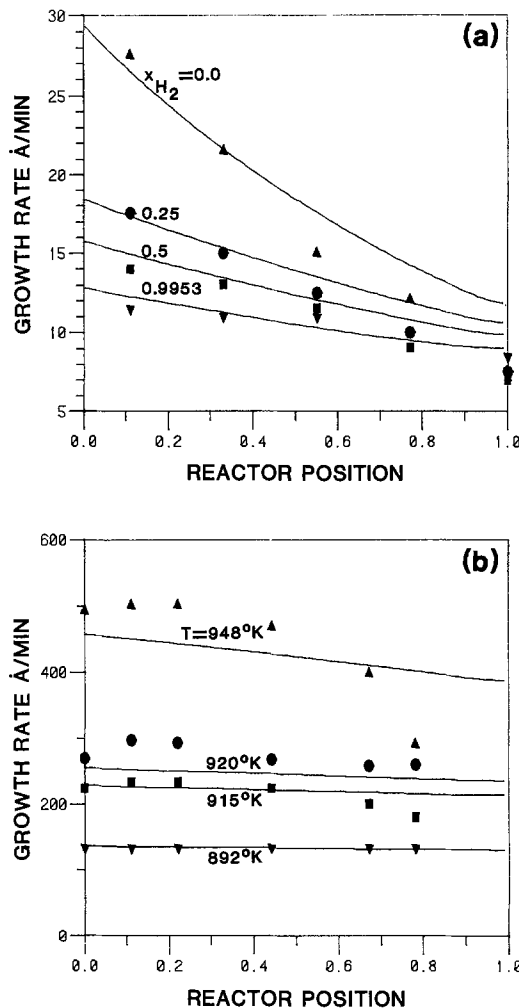 (a)
30
25
20
15
10
5
GROWTH RATE Å/MIN
xH2=0.0
0.25
0.5
0.9953
0.0 0.2 0.4 0.6 0.8 1.0
REACTOR POSITION
(b)
600
400
200
0
GROWTH RATE Å/MIN
T=948°K
920°K
915°K
892°K
0.0 0.2 0.4 0.6 0.8 1.0
REACTOR POSITION